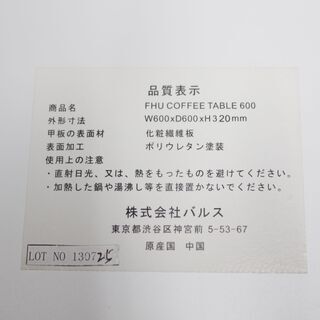 品質表示
商品名 FHU COFFEE TABLE 600
外形寸法 W600xD600xH320mm
甲板の表面材 化粧繊維板
表面加工 ポリウレタン塗装
使用上の注意
・直射日光、又は、熱をもったものを避けてください。
・加熱した鍋や湯沸し等を直接置かないでください。
株式会社バルス
東京都渋谷区神宮前 5-53-67
原産国 中国
LOT NO 139725